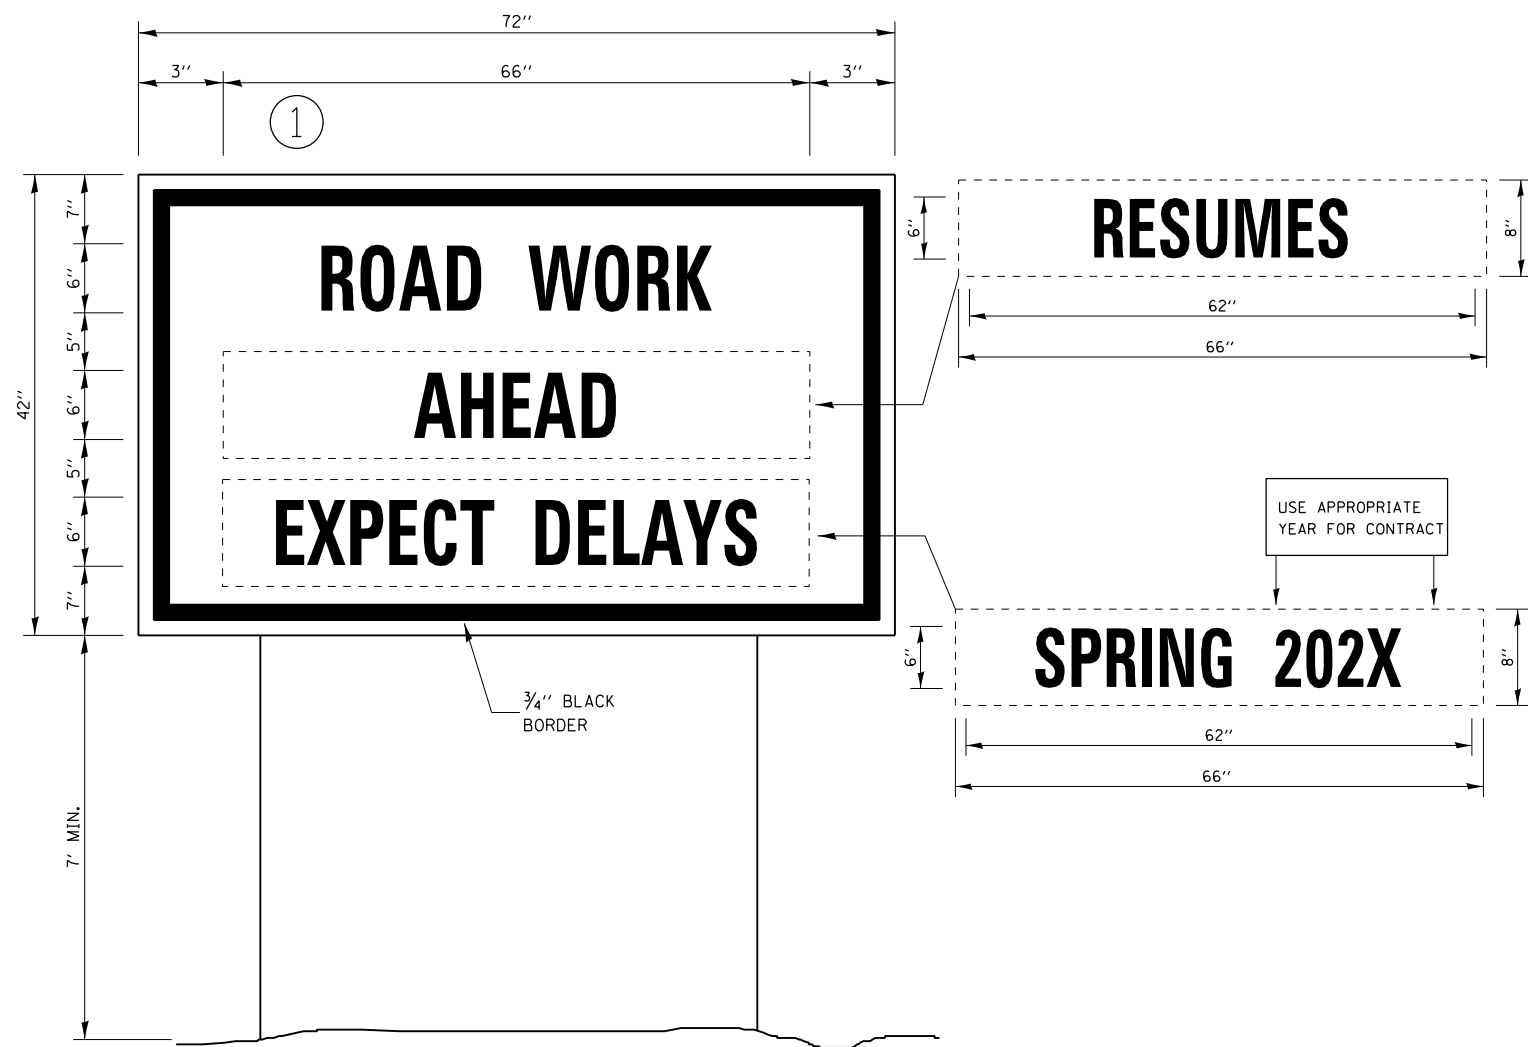 72''
3'' 66'' 3''
1
7''
6''
5''
6''
5''
6''
7''
42''
7' MIN.
ROAD WORK
AHEAD
EXPECT DELAYS
3/4'' BLACK
BORDER
6''
RESUMES
8''
62''
66''
USE APPROPRIATE
YEAR FOR CONTRACT
6''
SPRING 202X
8''
62''
66''